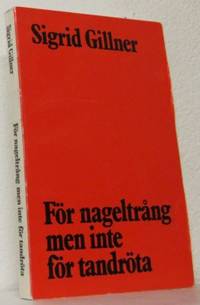 Sigrid Gillner
För nageltrång
men inte
för tandröta
Sigrid Gillner
För nageltrång men inte för tandröta